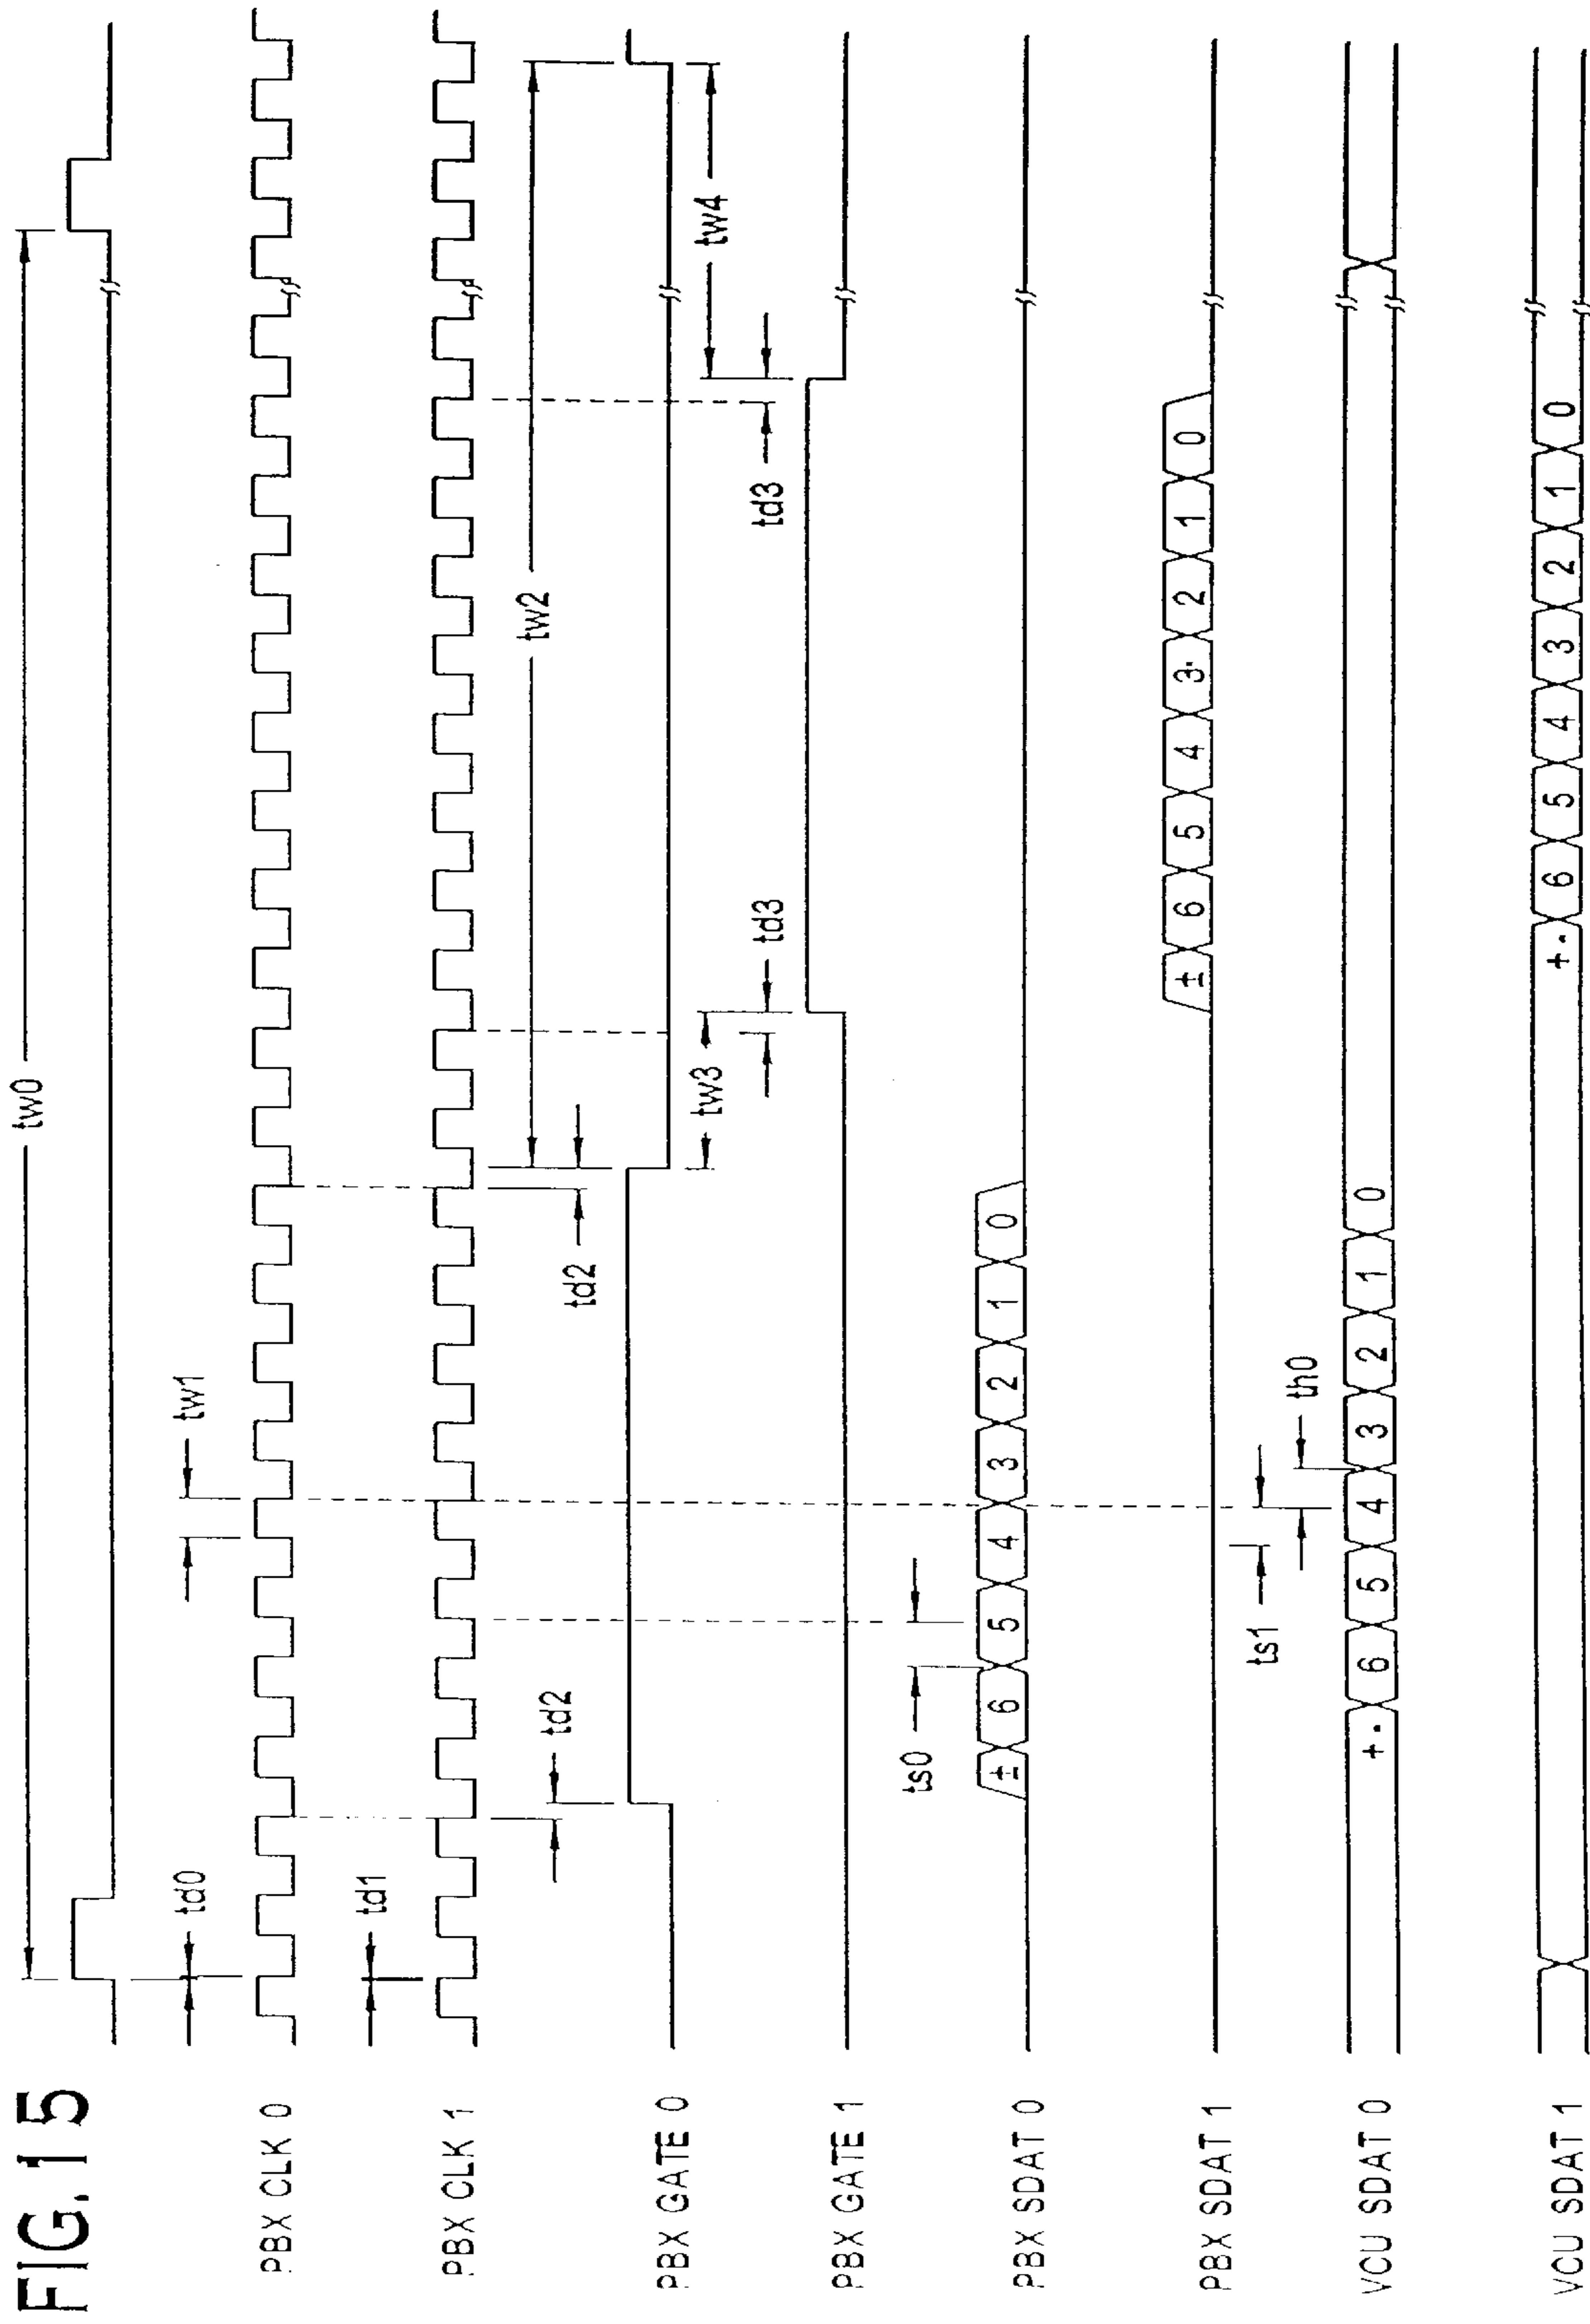 FIG. 15
tw0
td0
tw1
PBX CLK 0
td1
PBX CLK 1
tw2
td2
td2
PBX GATE 0
tw3
tw4
td3
td3
PBX GATE 1
ts0
PBX SDAT 0
± 6 5 4 3 2 1 0
PBX SDAT 1
± 6 5 4 3 2 1 0
ts1
th0
VCU SDAT 0
+. 6 5 4 3 2 1 0
VCU SDAT 1
+. 6 5 4 3 2 1 0